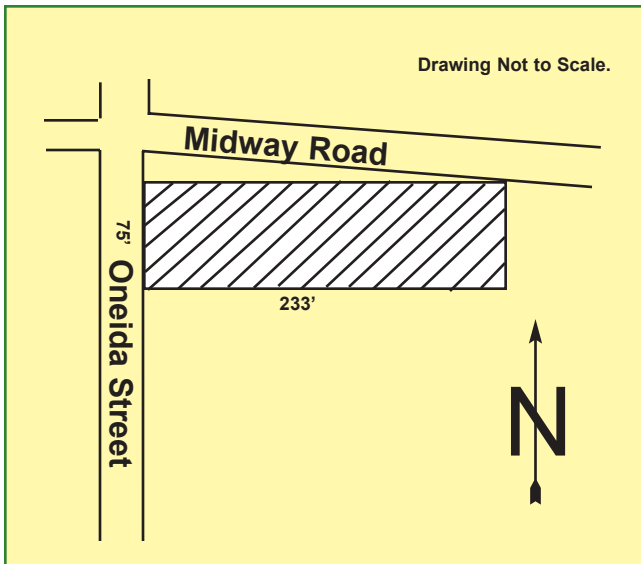 Drawing Not to Scale.
Midway Road
75'
Oneida Street
233'
N